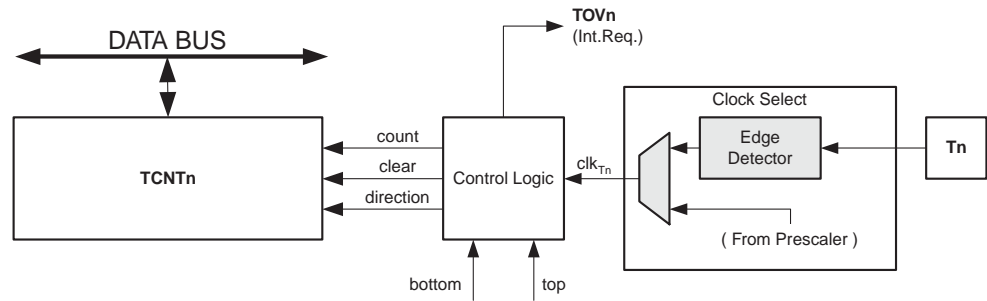 TOVn
(Int.Req.)
DATA BUS
Clock Select
count
Edge
Detector
Tn
TCNTn
clear
Control Logic
clkTn
direction
( From Prescaler )
bottom
top